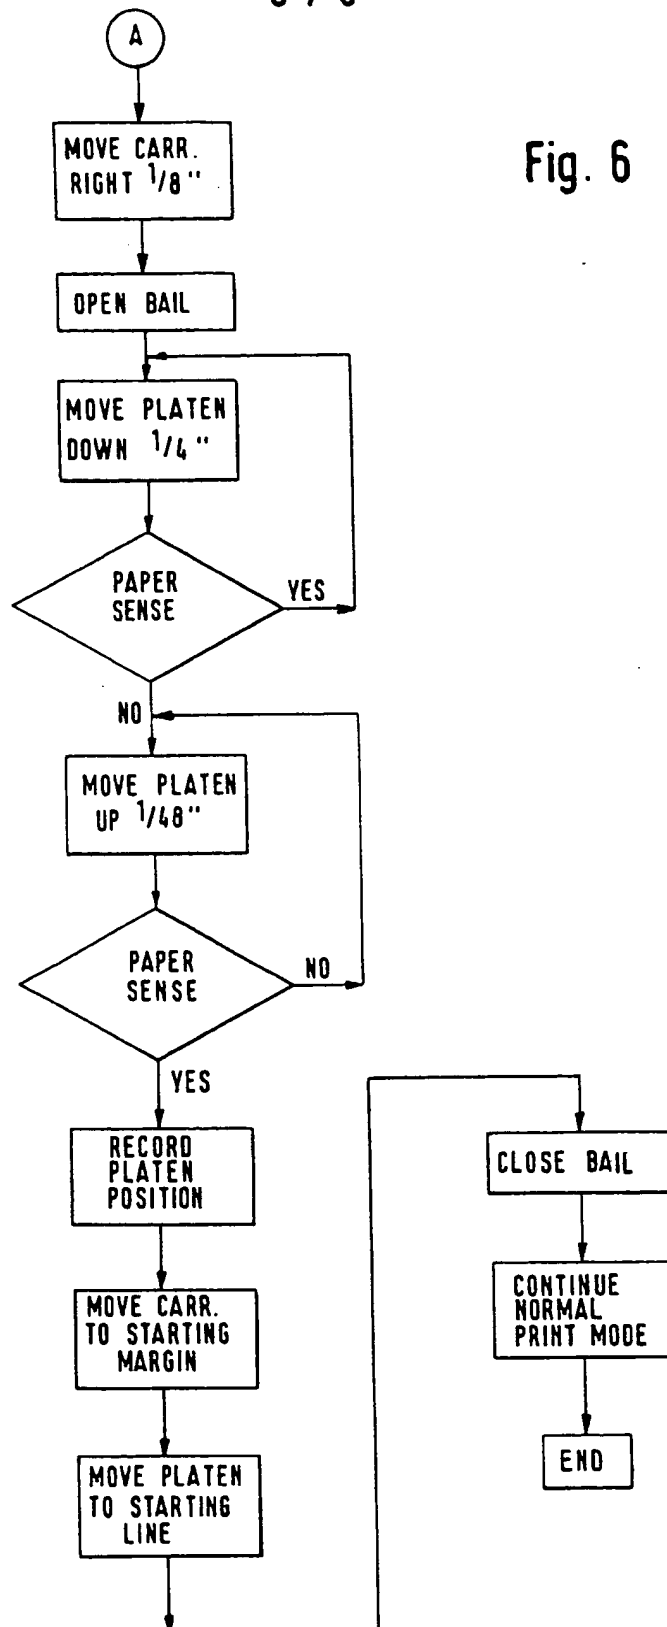 A
MOVE CARR.
RIGHT 1/8"
Fig. 6
OPEN BAIL
MOVE PLATEN
DOWN 1/4"
PAPER
SENSE
YES
NO
MOVE PLATEN
UP 1/48"
PAPER
SENSE
NO
YES
RECORD
PLATEN
POSITION
MOVE CARR.
TO STARTING
MARGIN
MOVE PLATEN
TO STARTING
LINE
CLOSE BAIL
CONTINUE
NORMAL
PRINT MODE
END